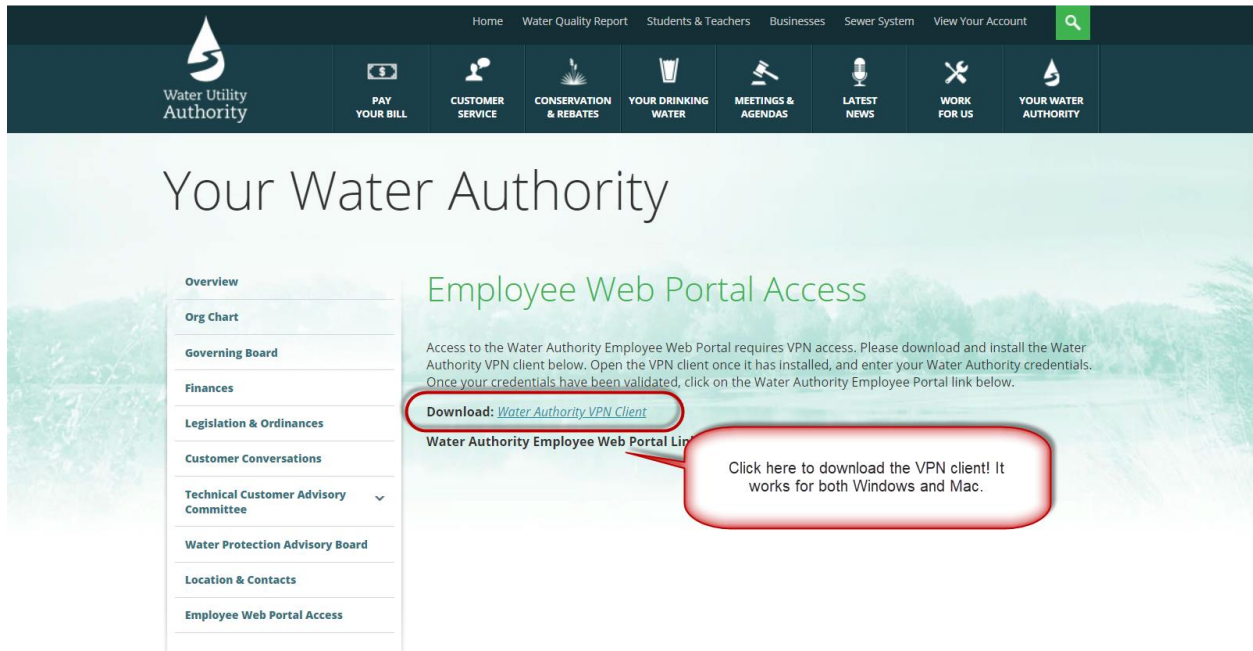 Home Water Quality Report Students & Teachers Businesses Sewer System View Your Account
Water Utility
Authority
PAY
YOUR BILL
CUSTOMER
SERVICE
CONSERVATION
& REBATES
YOUR DRINKING
WATER
MEETINGS &
AGENDAS
LATEST
NEWS
WORK
FOR US
YOUR WATER
AUTHORITY
Your Water Authority
Overview
Org Chart
Governing Board
Finances
Legislation & Ordinances
Customer Conversations
Technical Customer Advisory
Committee
Water Protection Advisory Board
Location & Contacts
Employee Web Portal Access
Employee Web Portal Access
Access to the Water Authority Employee Web Portal requires VPN access. Please download and install the Water
Authority VPN client below. Open the VPN client once it has installed, and enter your Water Authority credentials.
Once your credentials have been validated, click on the Water Authority Employee Portal link below.
Download: Water Authority VPN Client
Water Authority Employee Web Portal
Click here to download the VPN client! It
works for both Windows and Mac.